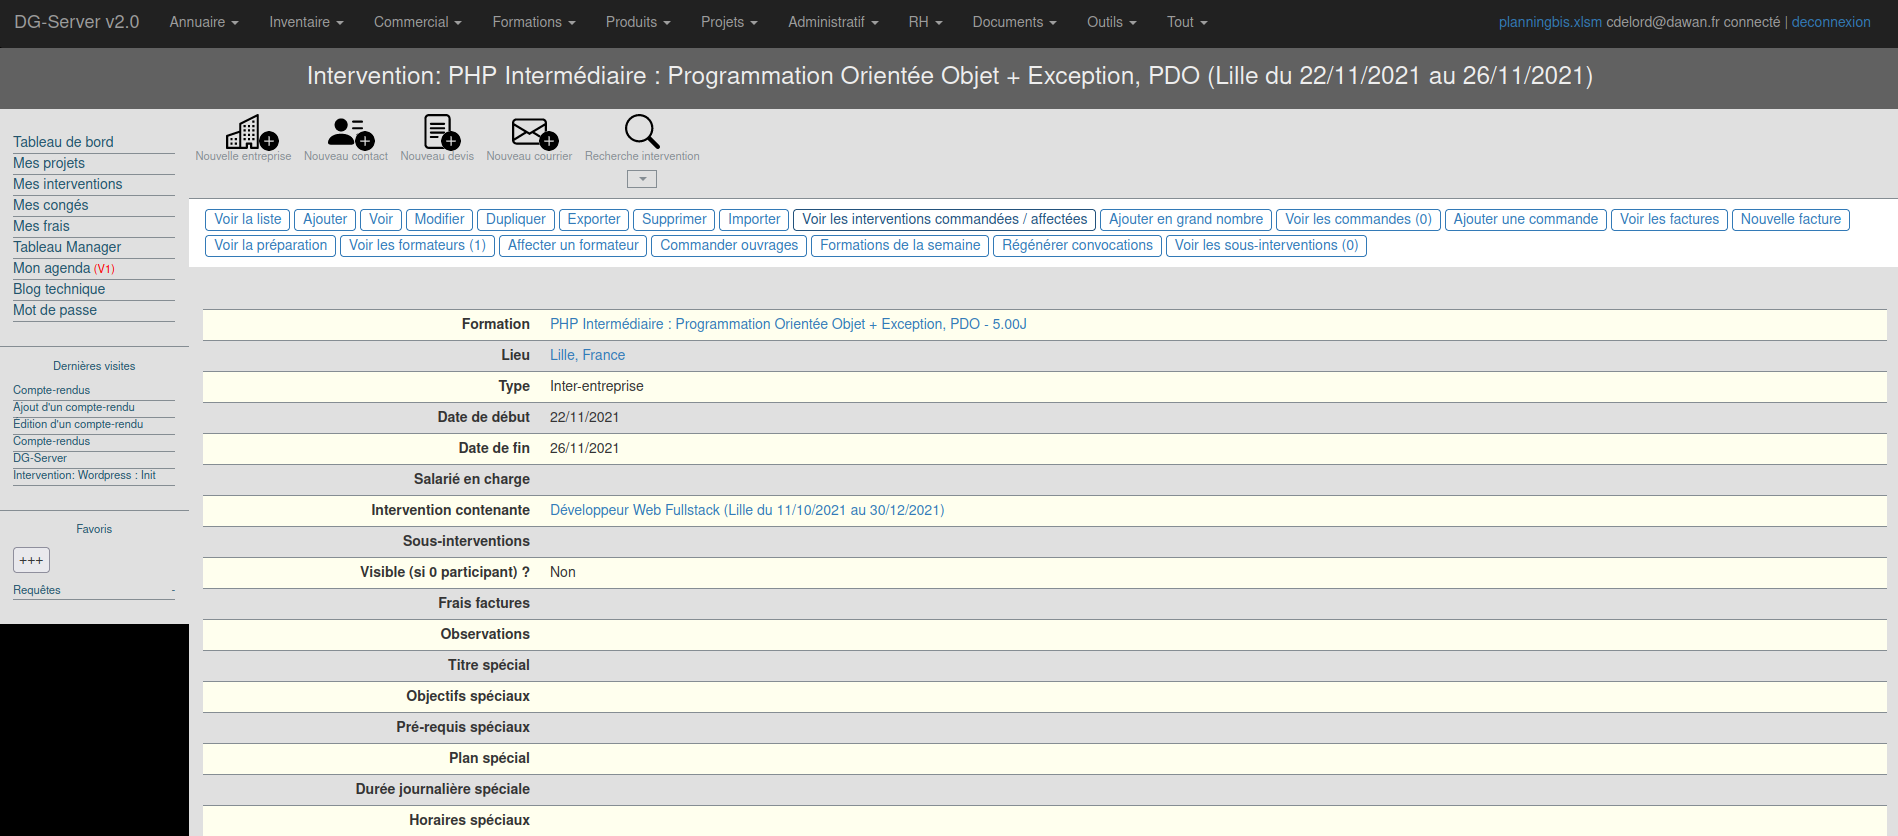 DG-Server v2.0 Annuaire Inventaire Commercial Formations Produits Projets Administratif RH Documents Outils Tout planningbis.xlsm cdelord@dawan.fr connecté | deconnexion
Intervention: PHP Intermédiaire : Programmation Orientée Objet + Exception, PDO (Lille du 22/11/2021 au 26/11/2021)
Tableau de bord
Mes projets
Mes interventions
Mes congés
Mes frais
Tableau Manager
Mon agenda (V1)
Blog technique
Mot de passe
Dernières visites
Compte-rendus
Ajout d'un compte-rendu
Édition d'un compte-rendu
Compte-rendus
DG-Server
Intervention: Wordpress : Init
Favoris
+++
Requêtes -
Nouvelle entreprise Nouveau contact Nouveau devis Nouveau courrier Recherche intervention
Voir la liste Ajouter Voir Modifier Dupliquer Exporter Supprimer Importer Voir les interventions commandées / affectées Ajouter en grand nombre Voir les commandes (0) Ajouter une commande Voir les factures Nouvelle facture
Voir la préparation Voir les formateurs (1) Affecter un formateur Commander ouvrages Formations de la semaine Régénérer convocations Voir les sous-interventions (0)
Formation PHP Intermédiaire : Programmation Orientée Objet + Exception, PDO - 5.00J
Lieu Lille, France
Type Inter-entreprise
Date de début 22/11/2021
Date de fin 26/11/2021
Salarié en charge
Intervention contenante Développeur Web Fullstack (Lille du 11/10/2021 au 30/12/2021)
Sous-interventions
Visible (si 0 participant) ? Non
Frais factures
Observations
Titre spécial
Objectifs spéciaux
Pré-requis spéciaux
Plan spécial
Durée journalière spéciale
Horaires spéciaux